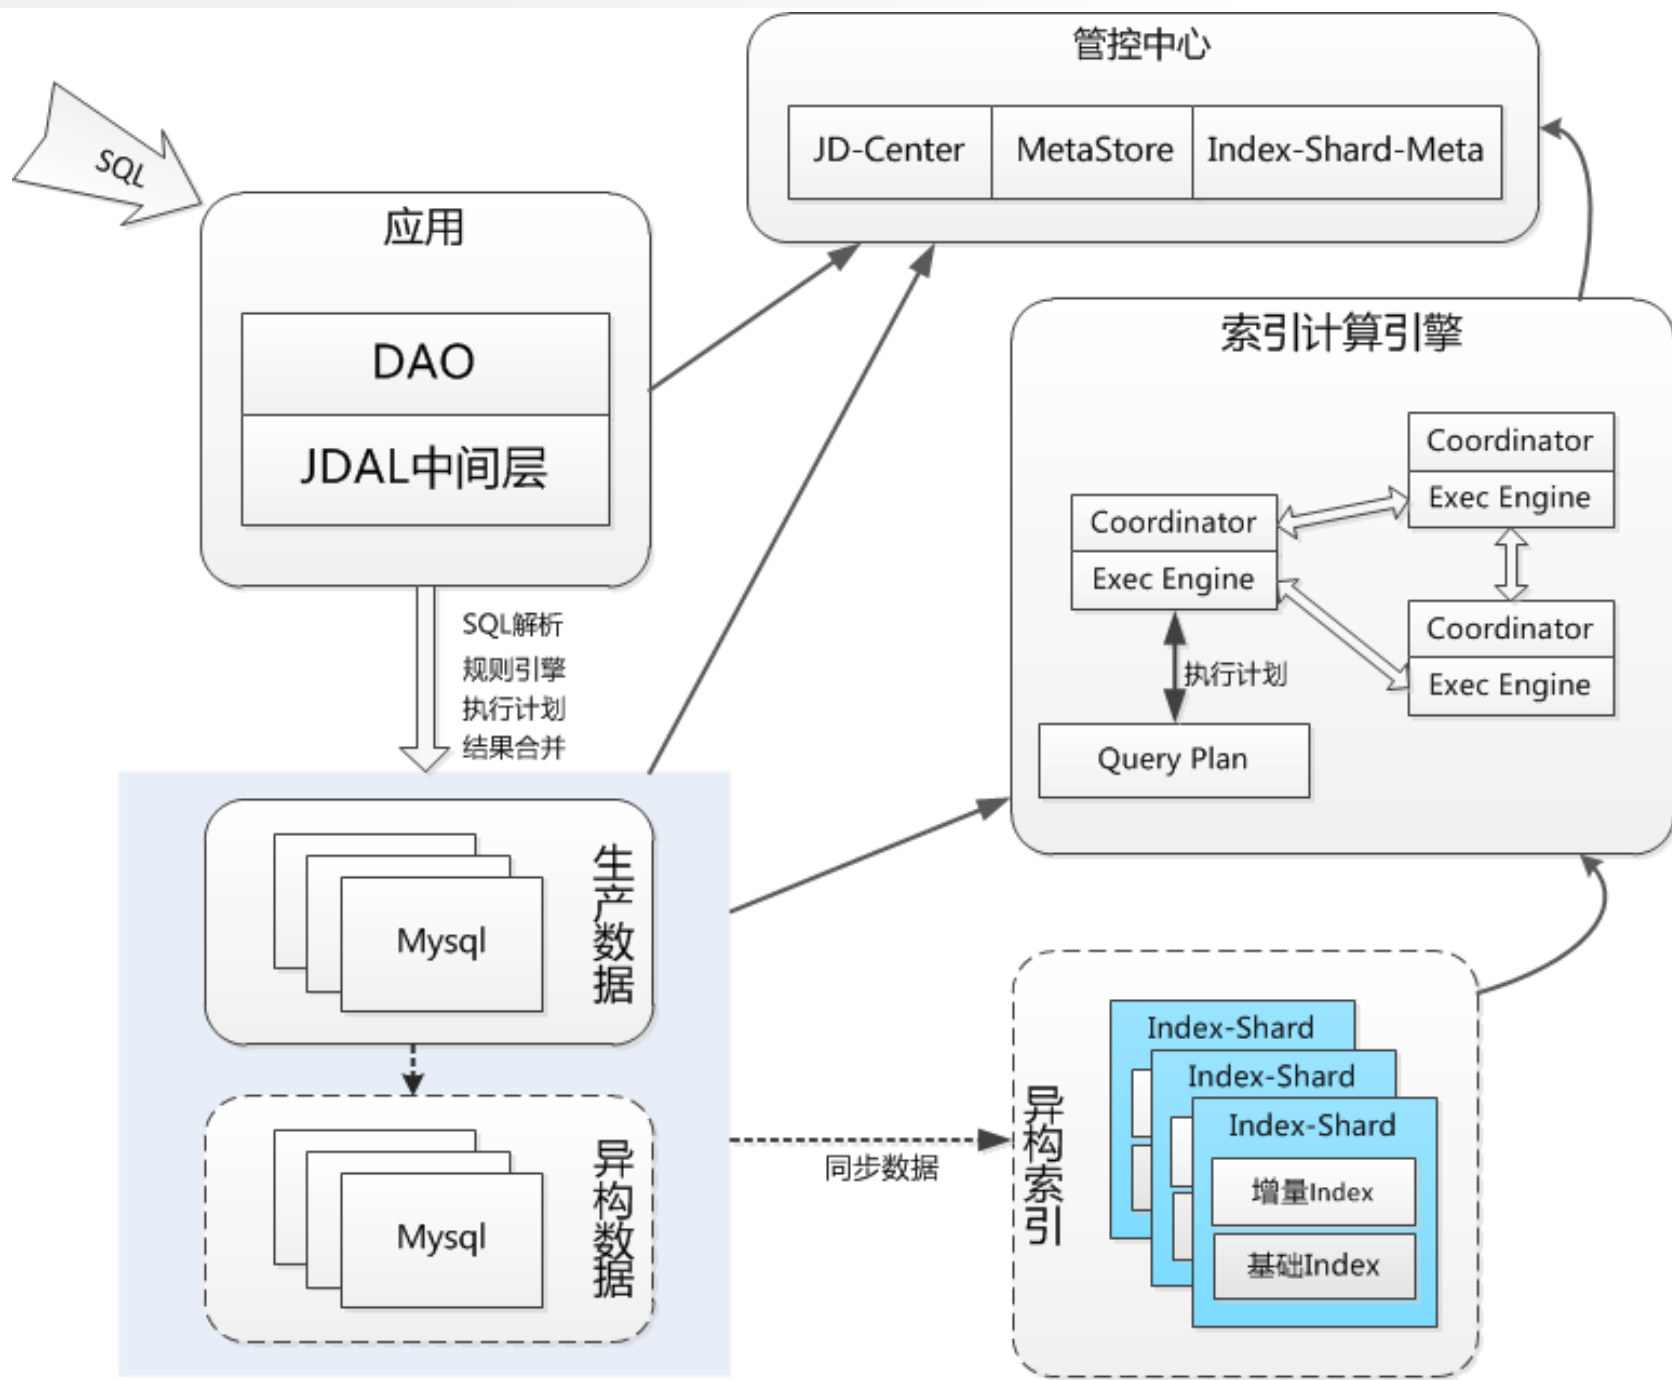 管控中心
JD-Center
MetaStore
Index-Shard-Meta
SQL
应用
DAO
JDAL中间层
SQL解析
规则引擎
执行计划
结果合并
索引计算引擎
Coordinator
Exec Engine
Coordinator
Exec Engine
Coordinator
Exec Engine
执行计划
Query Plan
Mysql
生产数据
Mysql
异构数据
同步数据
异构索引
Index-Shard
Index-Shard
Index-Shard
增量Index
基础Index